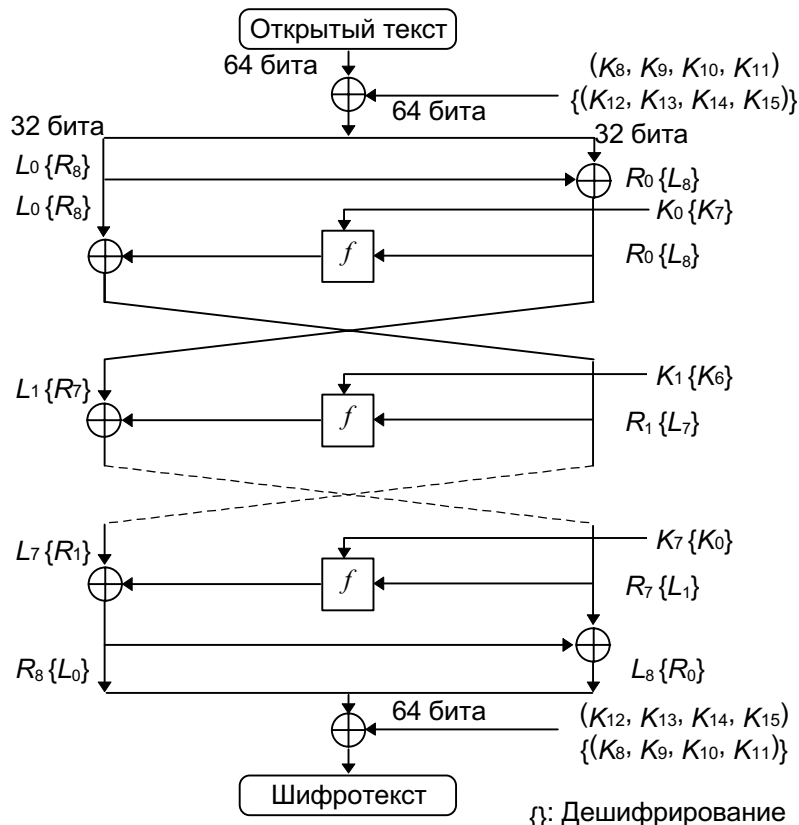 Открытый текст
64 бита
(K8, K9, K10, K11)
64 бита
{(K12, K13, K14, K15)}
32 бита
32 бита
L0 {R8}
R0 {L8}
L0 {R8}
K0 {K7}
f
R0 {L8}
L1 {R7}
K1 {K6}
f
R1 {L7}
L7 {R1}
K7 {K0}
f
R7 {L1}
R8 {L0}
L8 {R0}
64 бита
(K12, K13, K14, K15)
{(K8, K9, K10, K11)}
Шифротекст
{}: Дешифрирование